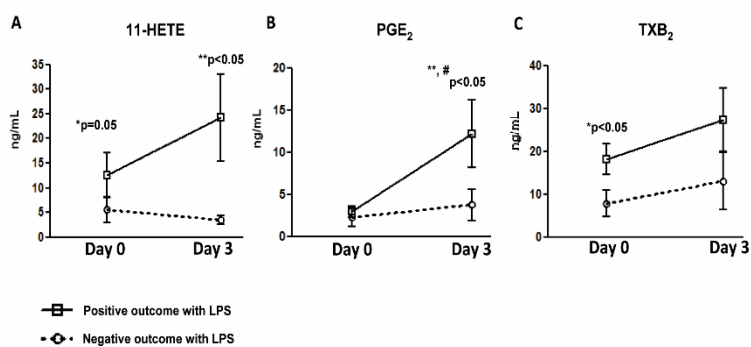 A
11-HETE
ng/mL
35
30
25
20
15
10
5
0
*p=0.05
**p<0.05
Day 0
Day 3
B
PGE2
ng/mL
20
15
10
5
0
**, #
p<0.05
Day 0
Day 3
C
TXB2
ng/mL
40
30
20
10
0
*p<0.05
Day 0
Day 3
Positive outcome with LPS
Negative outcome with LPS